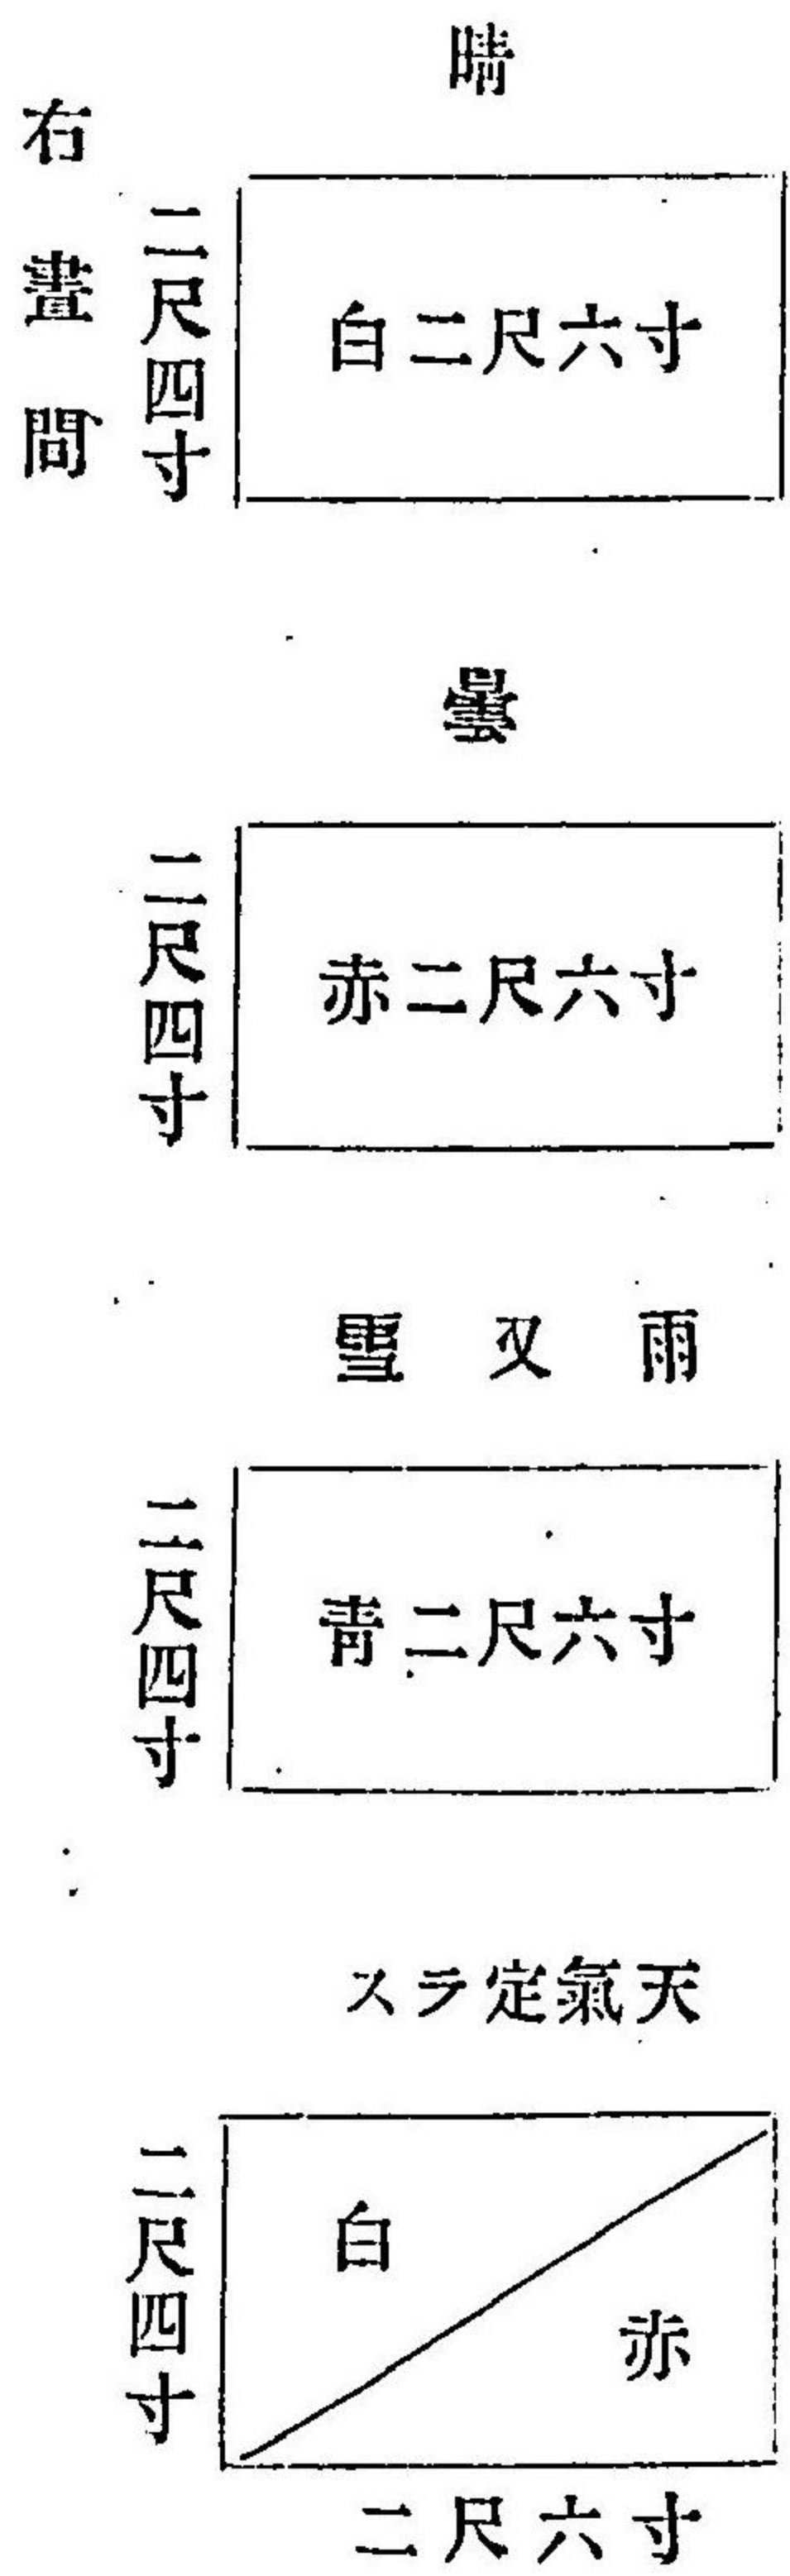 晴
白二尺六寸
二尺四寸
曇
赤二尺六寸
二尺四寸
雪又雨
青二尺六寸
二尺四寸
スラ定氣天
白
赤
二尺四寸
二尺六寸
右晝間